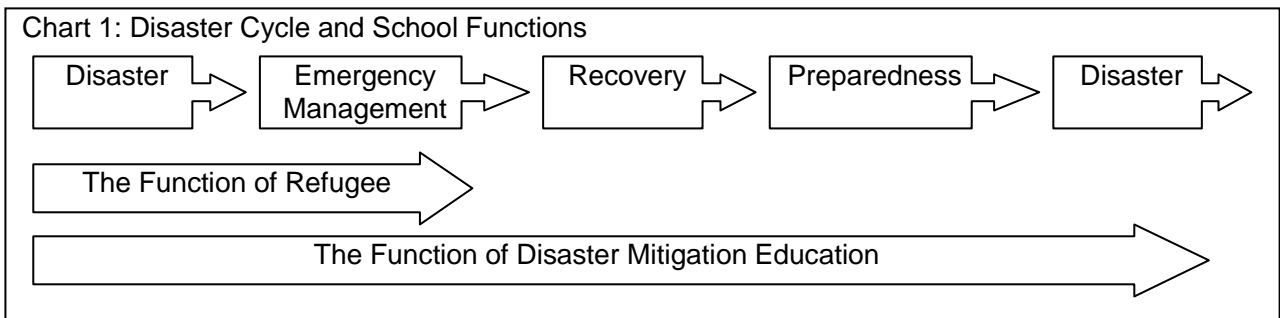 Chart 1: Disaster Cycle and School Functions
Disaster
Emergency
Management
Recovery
Preparedness
Disaster
The Function of Refugee
The Function of Disaster Mitigation Education